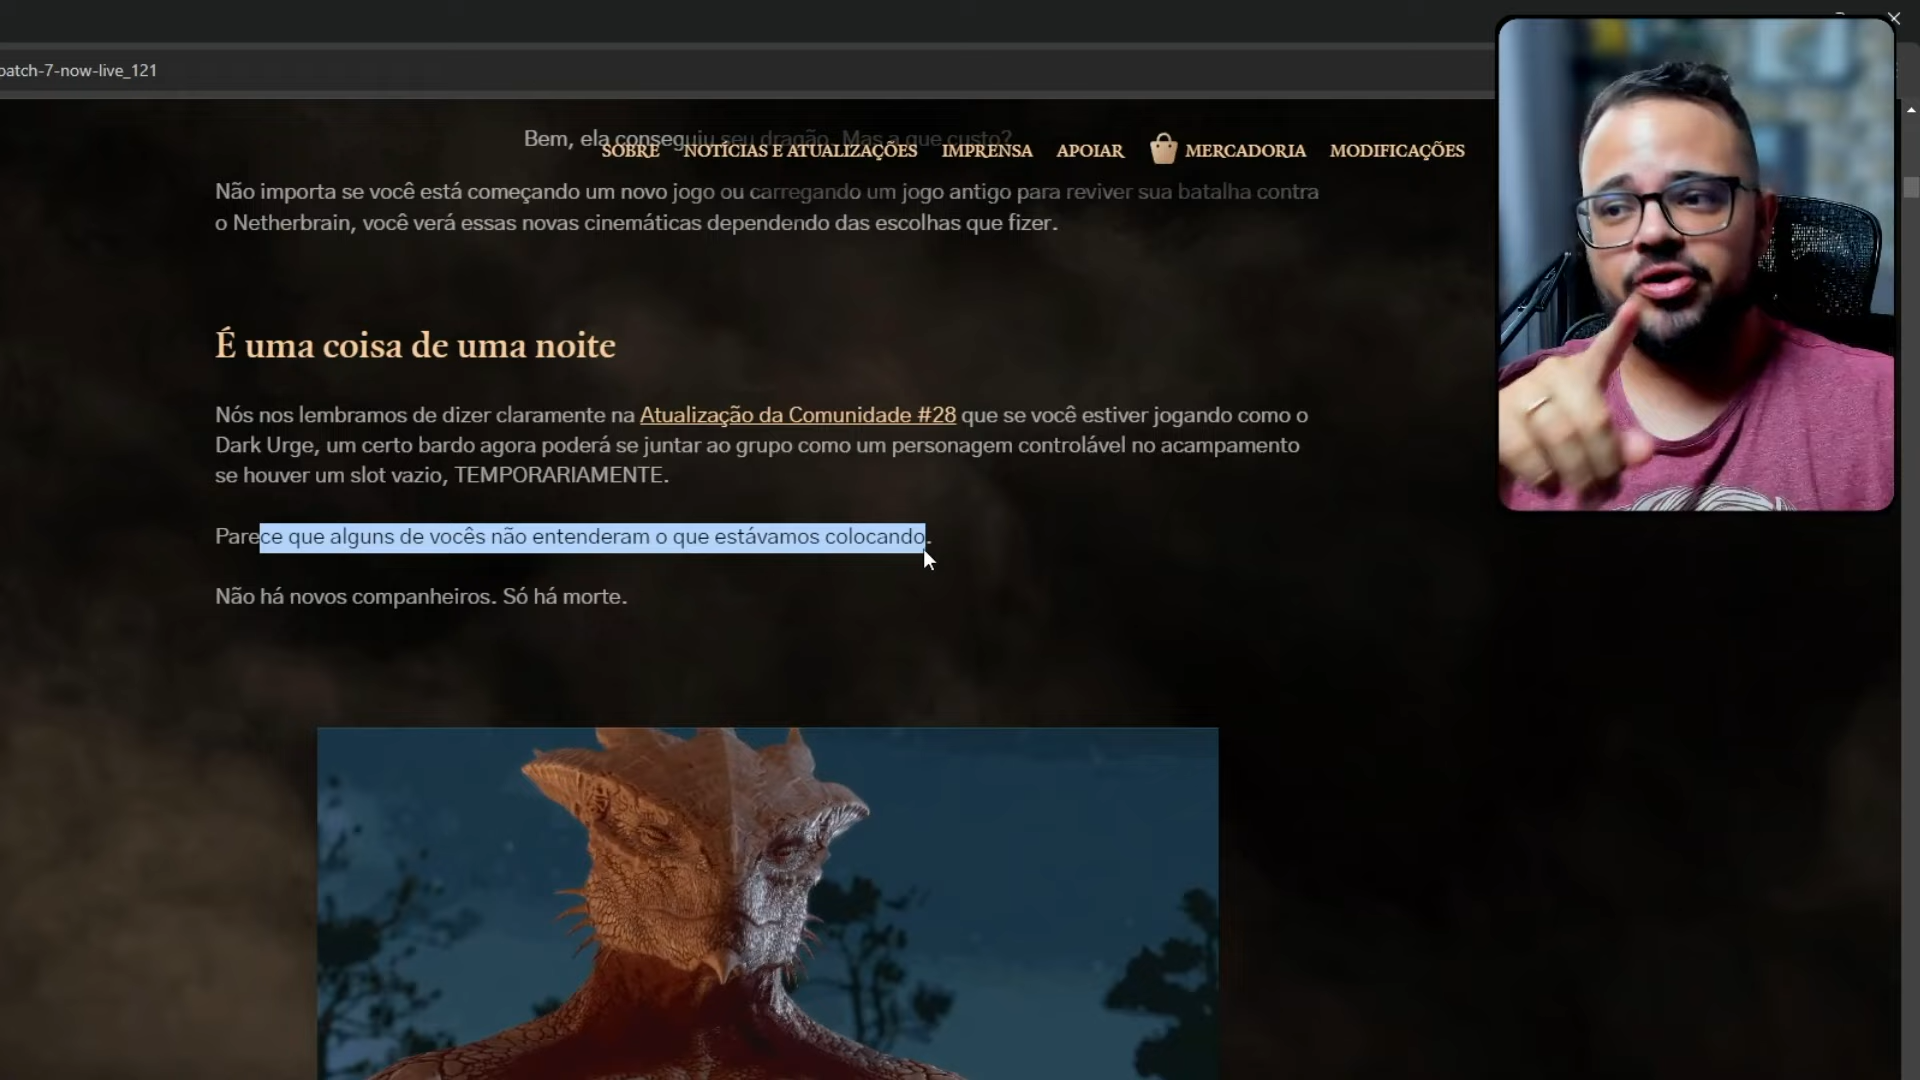 patch-7-now-live_121
Bem, ela conseguiu seu dragão. Mas a que custo?
SOBRE NOTÍCIAS E ATUALIZAÇÕES IMPRENSA APOIAR MERCADORIA MODIFICAÇÕES
Não importa se você está começando um novo jogo ou carregando um jogo antigo para reviver sua batalha contra
o Netherbrain, você verá essas novas cinemáticas dependendo das escolhas que fizer.
É uma coisa de uma noite
Nós nos lembramos de dizer claramente na Atualização da Comunidade #28 que se você estiver jogando como o
Dark Urge, um certo bardo agora poderá se juntar ao grupo como um personagem controlável no acampamento
se houver um slot vazio, TEMPORARIAMENTE.
Parece que alguns de vocês não entenderam o que estávamos colocando.
Não há novos companheiros. Só há morte.